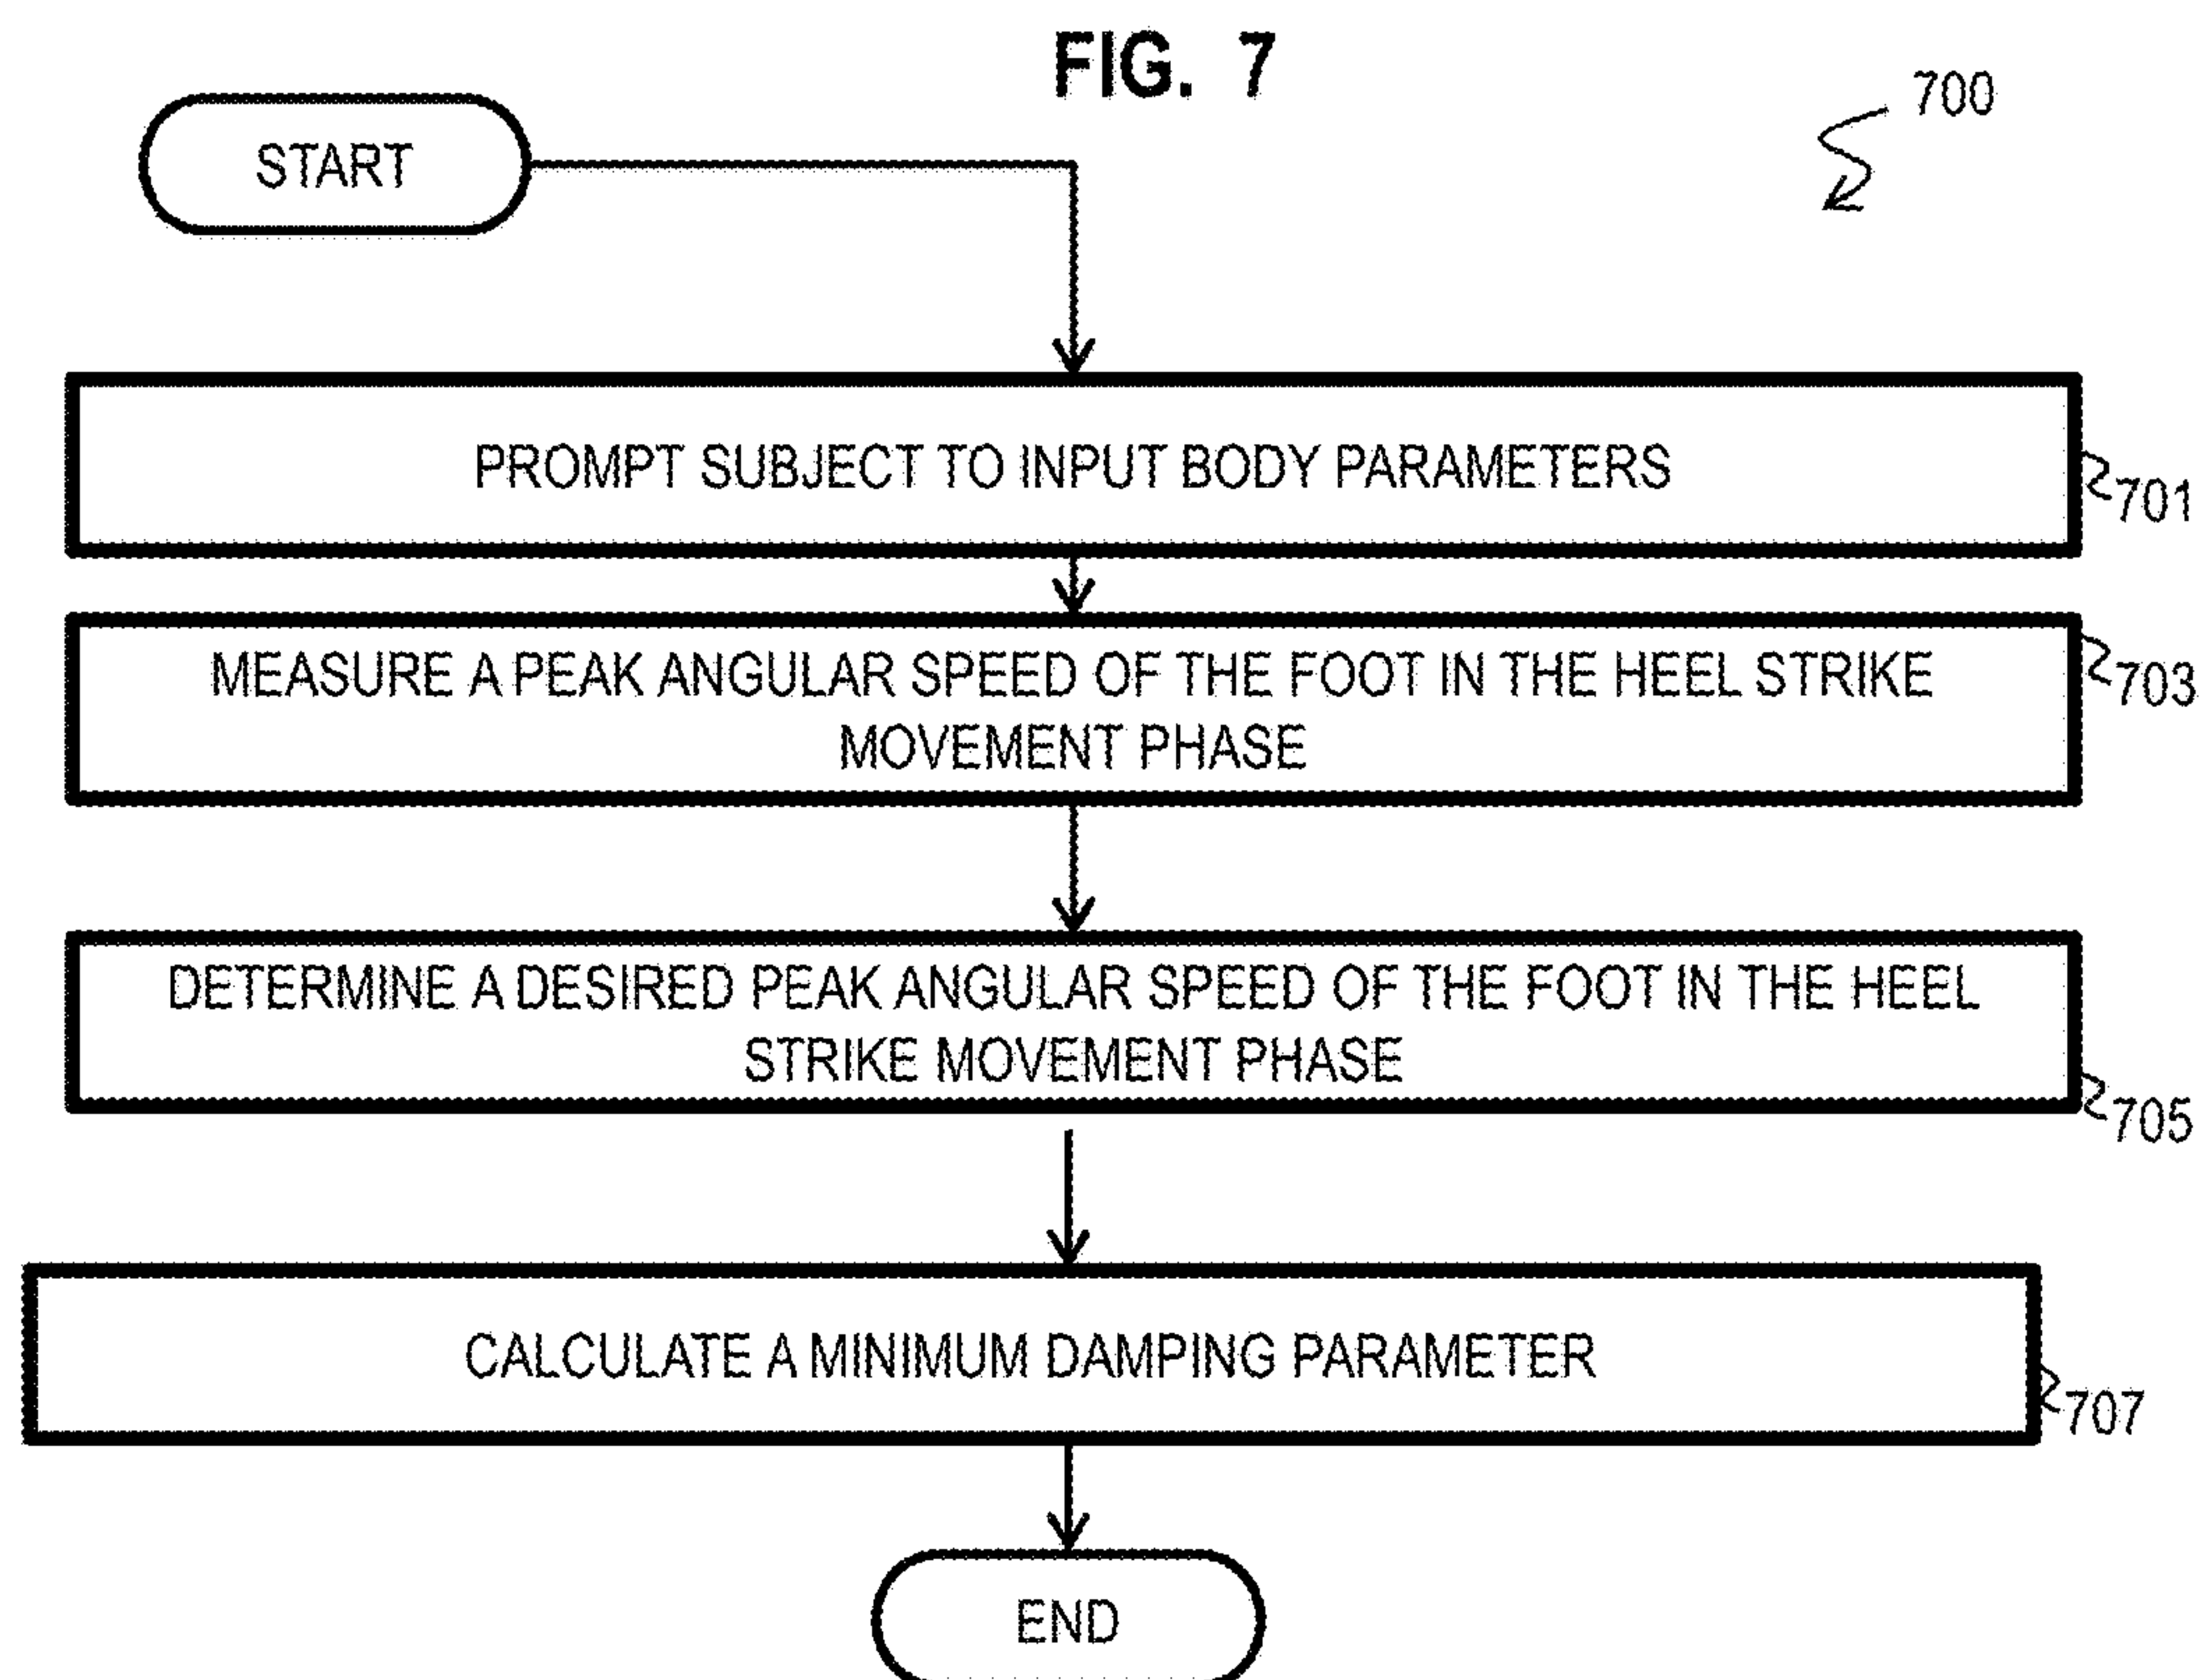 FIG. 7
700
START
PROMPT SUBJECT TO INPUT BODY PARAMETERS
701
MEASURE A PEAK ANGULAR SPEED OF THE FOOT IN THE HEEL STRIKE
MOVEMENT PHASE
703
DETERMINE A DESIRED PEAK ANGULAR SPEED OF THE FOOT IN THE HEEL
STRIKE MOVEMENT PHASE
705
CALCULATE A MINIMUM DAMPING PARAMETER
707
END